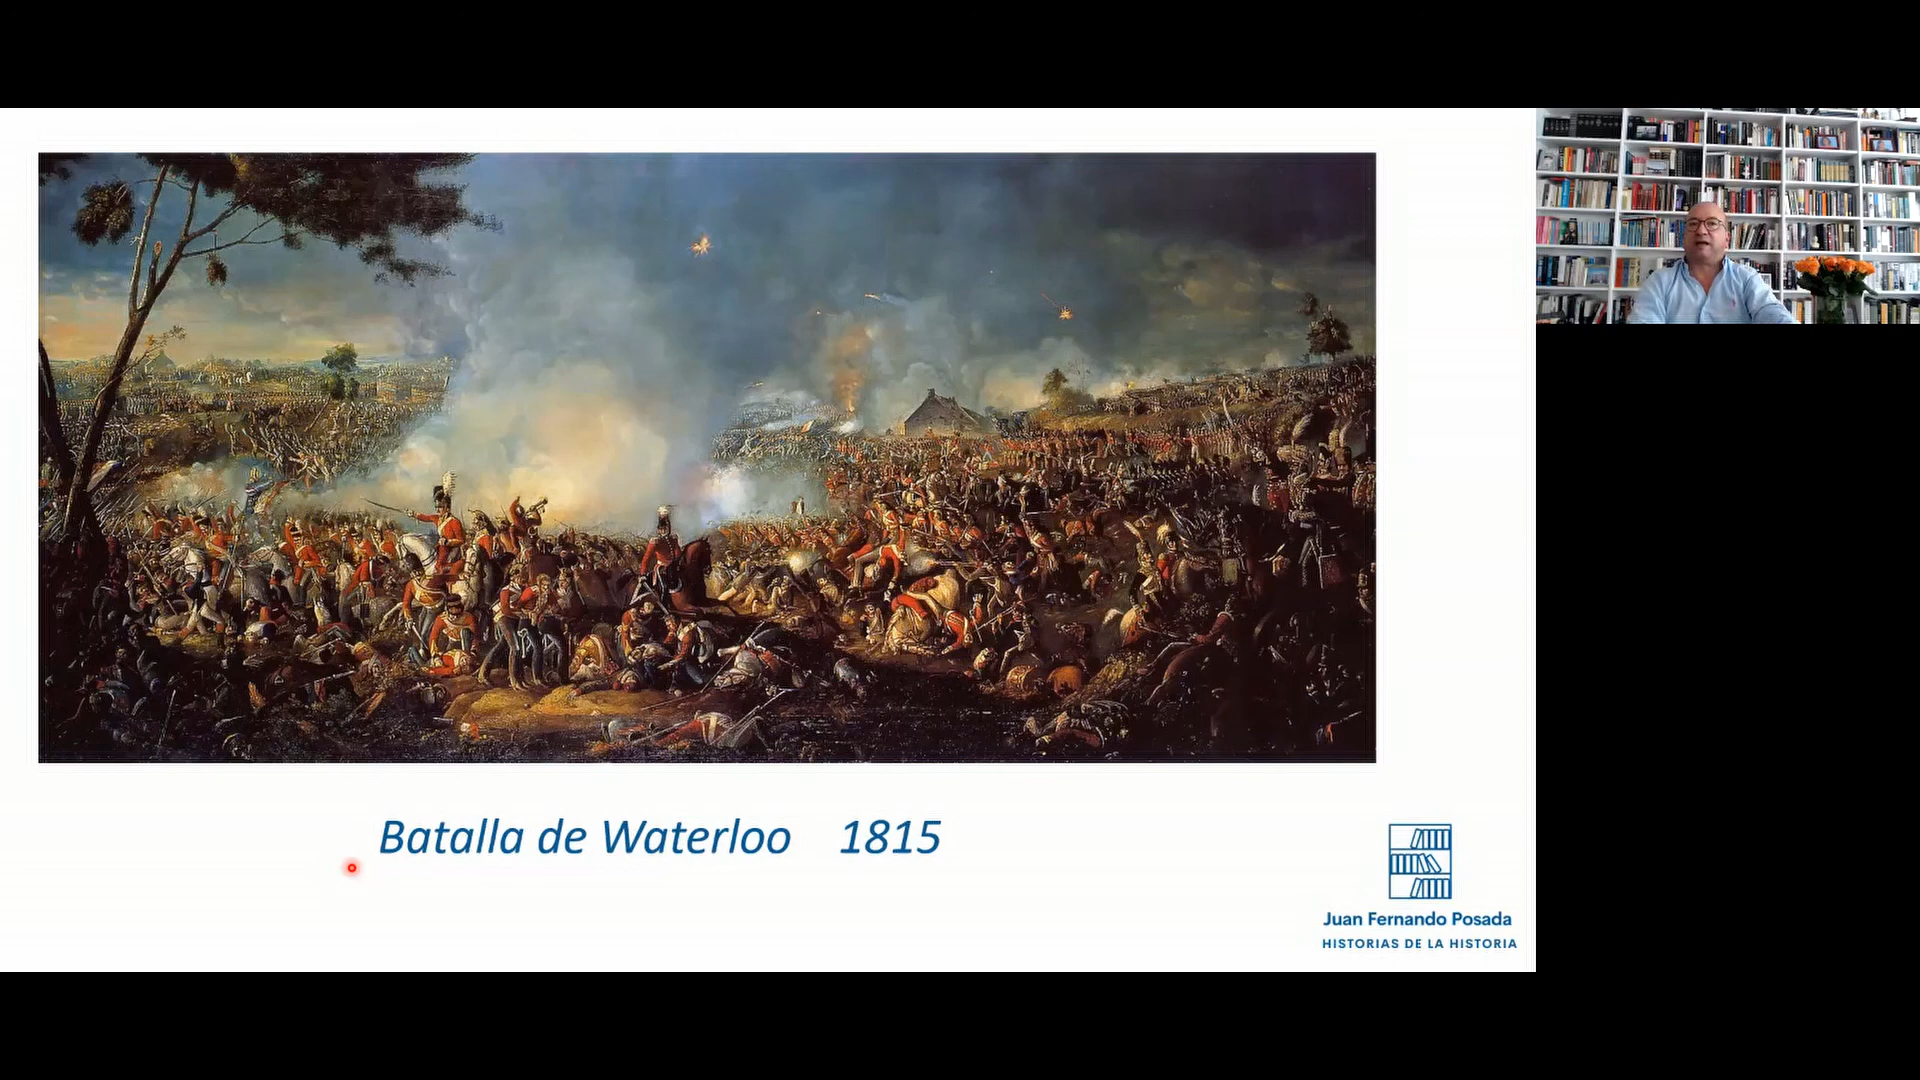 Batalla de Waterloo 1815
Juan Fernando Posada
HISTORIAS DE LA HISTORIA